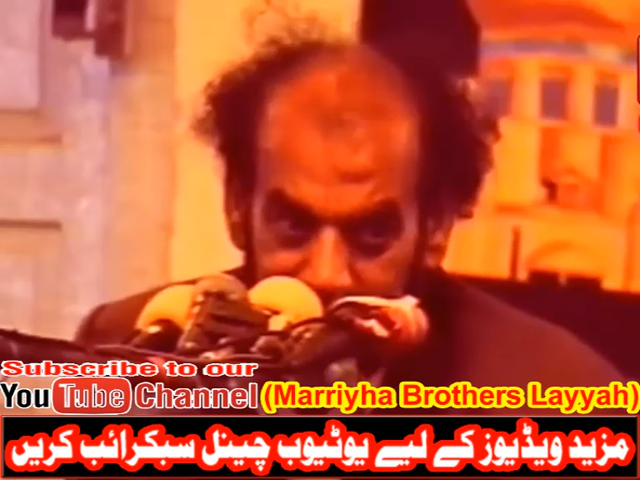 Subscribe to our
YouTube Channel (Marriyha Brothers Layyah)
مزید ویڈیوز کے لیے یوٹیوب چینل سبکرائب کریں